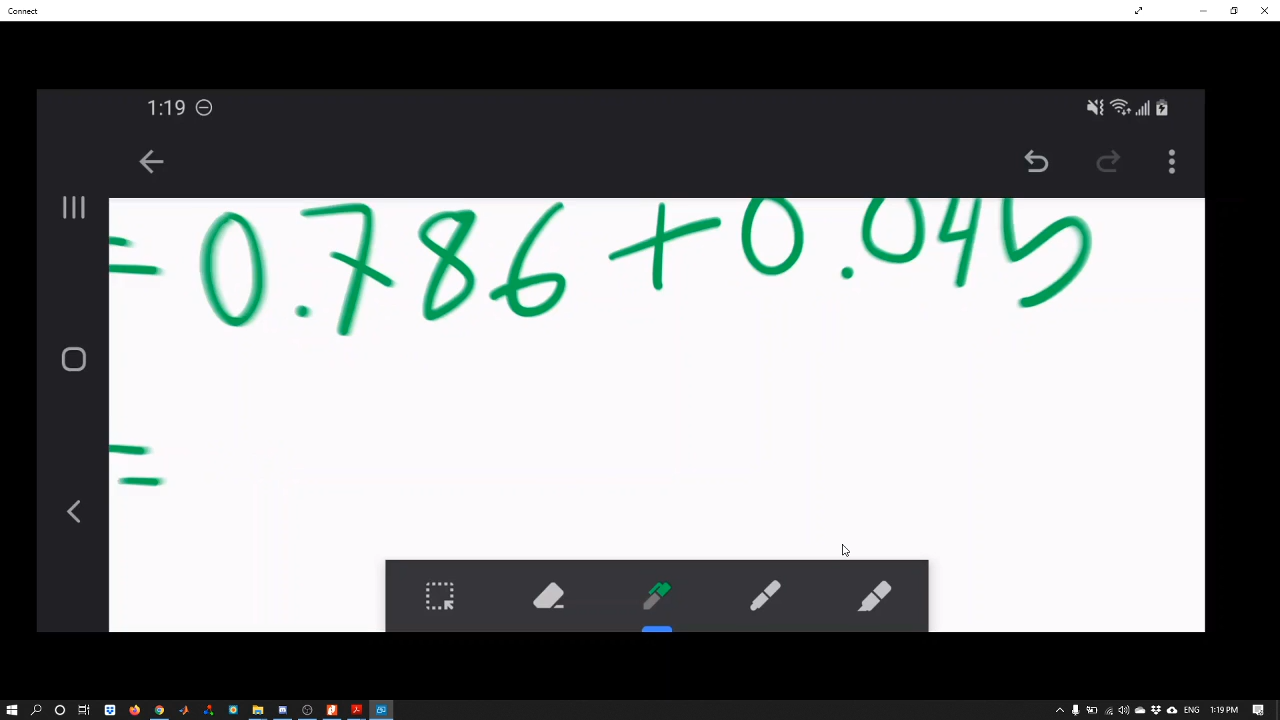 Connect
1:19
= 0.786 + 0.045
=
ENG 1:19 PM